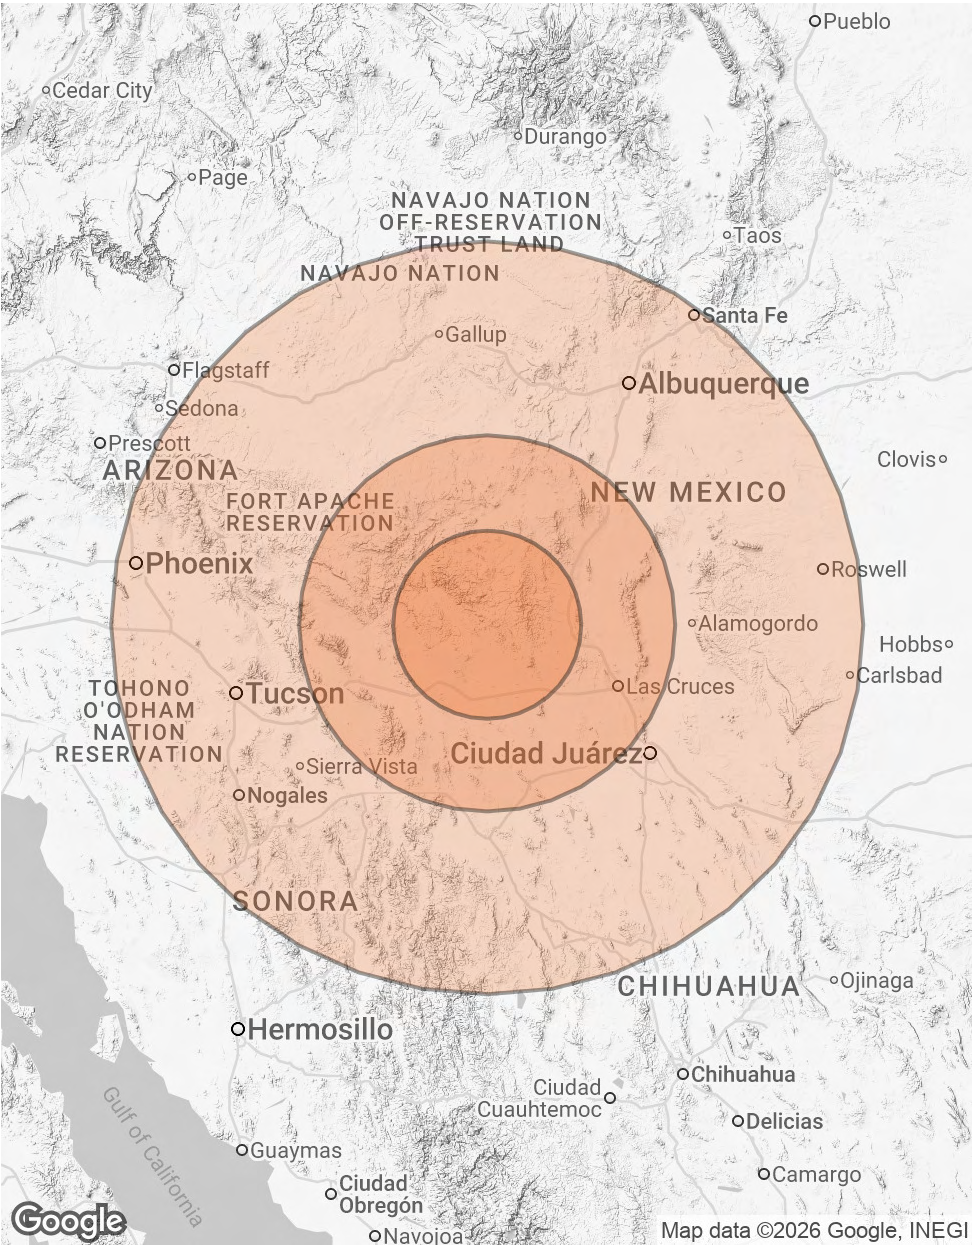 Pueblo
Cedar City
Durango
Page
NAVAJO NATION
OFF-RESERVATION
TRUST LAND
Taos
NAVAJO NATION
Santa Fe
Gallup
Flagstaff
Albuquerque
Sedona
Prescott
ARIZONA
Clovis
FORT APACHE
RESERVATION
NEW MEXICO
Phoenix
Roswell
Alamogordo
Hobbs
Carlsbad
TOHONO
O'ODHAM
NATION
RESERVATION
Tucson
Las Cruces
Ciudad Juárez
Sierra Vista
Nogales
SONORA
CHIHUAHUA
Ojinaga
Hermosillo
Chihuahua
Ciudad
Cuauhtemoc
Delicias
Gulf of California
Guaymas
Camargo
Ciudad
Obregón
Navojoa
Google
Map data ©2026 Google, INEGI